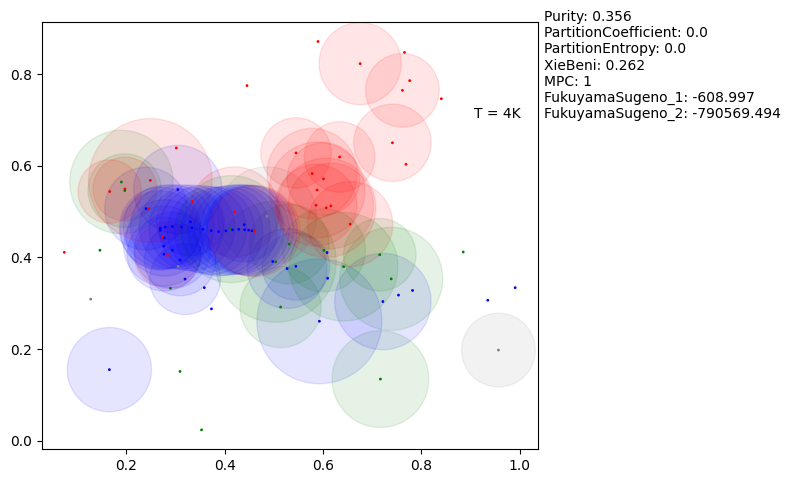 Purity: 0.356
PartitionCoefficient: 0.0
PartitionEntropy: 0.0
XieBeni: 0.262
MPC: 1
FukuyamaSugeno_1: -608.997
FukuyamaSugeno_2: -790569.494
T = 4K
0.8
0.6
0.4
0.2
0.0
0.2 0.4 0.6 0.8 1.0